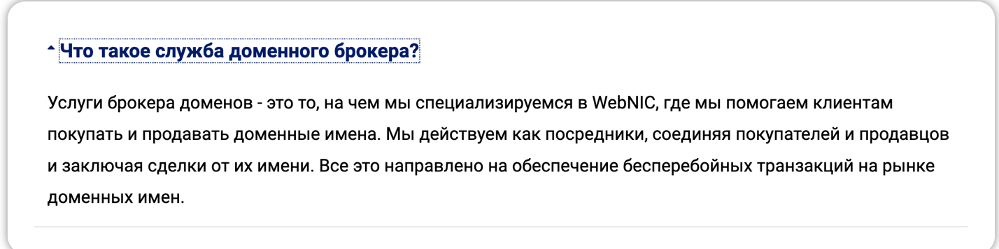 Что такое служба доменного брокера?
Услуги брокера доменов - это то, на чем мы специализируемся в WebNIC, где мы помогаем клиентам
покупать и продавать доменные имена. Мы действуем как посредники, соединяя покупателей и продавцов
и заключая сделки от их имени. Все это направлено на обеспечение бесперебойных транзакций на рынке
доменных имен.